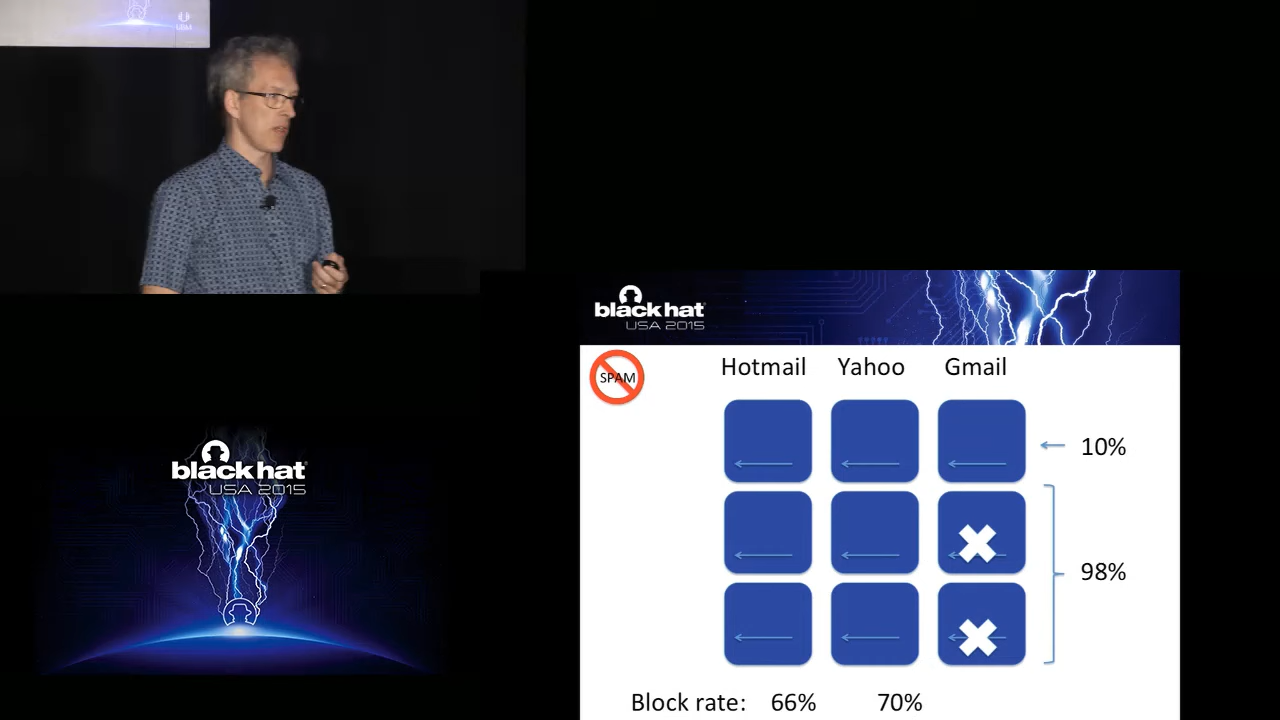 black hat
USA 2015
SPAM
Hotmail Yahoo Gmail
10%
98%
Block rate: 66% 70%
black hat
USA 2015